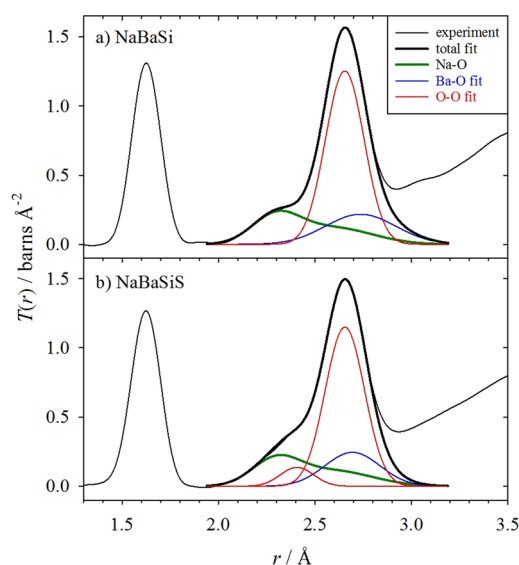 a) NaBaSi
experiment
total fit
Na-O
Ba-O fit
O-O fit
1.5
1.0
0.5
0.0
b) NaBaSiS
1.5
1.0
0.5
0.0
T(r) / barns Å⁻²
1.5 2.0 2.5 3.0 3.5
r / Å